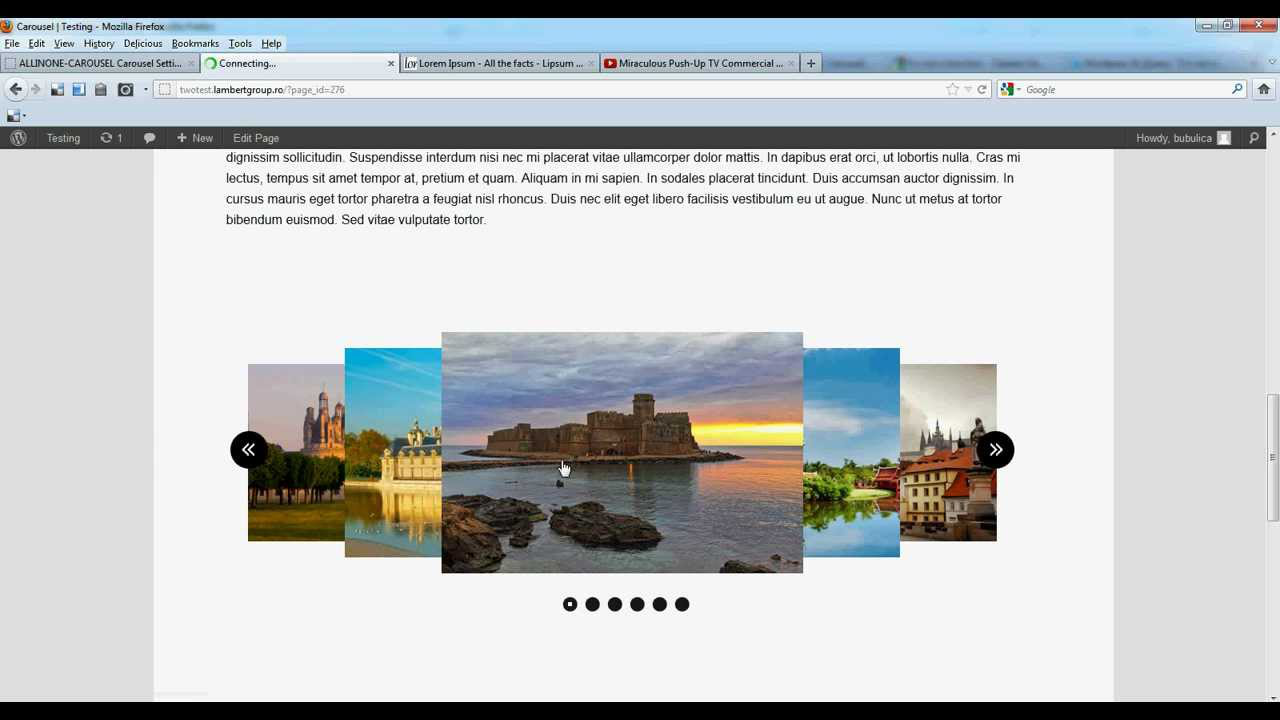 Carousel | Testing - Mozilla Firefox
File Edit View History Delicious Bookmarks Tools Help
ALLINONE-CAROUSEL Carousel Setti... × Connecting... × Lorem Ipsum - All the facts - Lipsum ... × Miraculous Push-Up TV Commercial ... × +
twotest.lambertgroup.ro/?page_id=276 Google
Testing 1 + New Edit Page Howdy, bubulica
dignissim sollicitudin. Suspendisse interdum nisi nec mi placerat vitae ullamcorper dolor mattis. In dapibus erat orci, ut lobortis nulla. Cras mi
lectus, tempus sit amet tempor at, pretium et quam. Aliquam in mi sapien. In sodales placerat tincidunt. Duis accumsan auctor dignissim. In
cursus mauris eget tortor pharetra a feugiat nisl rhoncus. Duis nec elit eget libero facilisis vestibulum eu ut augue. Nunc ut metus at tortor
bibendum euismod. Sed vitae vulputate tortor.